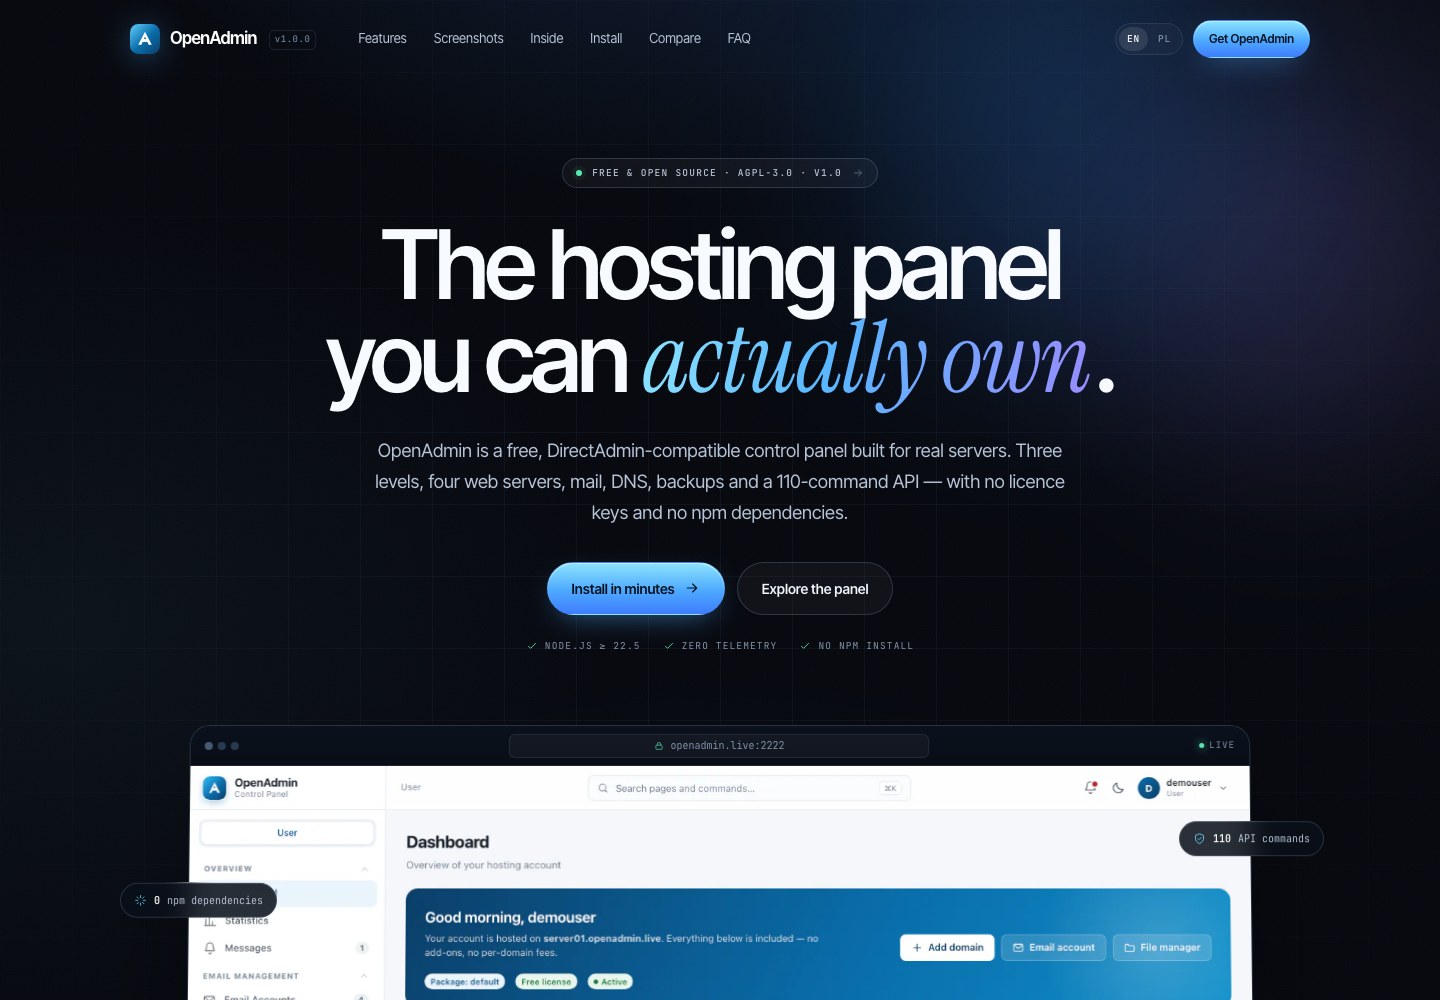 OpenAdmin v1.0.0 Features Screenshots Inside Install Compare FAQ EN PL Get OpenAdmin
FREE & OPEN SOURCE · AGPL-3.0 · V1.0 →
The hosting panel
you can actually own.
OpenAdmin is a free, DirectAdmin-compatible control panel built for real servers. Three
levels, four web servers, mail, DNS, backups and a 110-command API — with no licence
keys and no npm dependencies.
Install in minutes → Explore the panel
NODE.JS ≥ 22.5 ZERO TELEMETRY NO NPM INSTALL
openadmin.live:2222 LIVE
OpenAdmin
Control Panel
User
Search pages and commands... ⌘K
D demouser
User
User
Dashboard
Overview of your hosting account
110 API commands
OVERVIEW
0 npm dependencies
Statistics
Messages 1
EMAIL MANAGEMENT
Email Accounts
Good morning, demouser
Your account is hosted on server01.openadmin.live. Everything below is included — no
add-ons, no per-domain fees.
Package: default Free license Active
Add domain Email account File manager